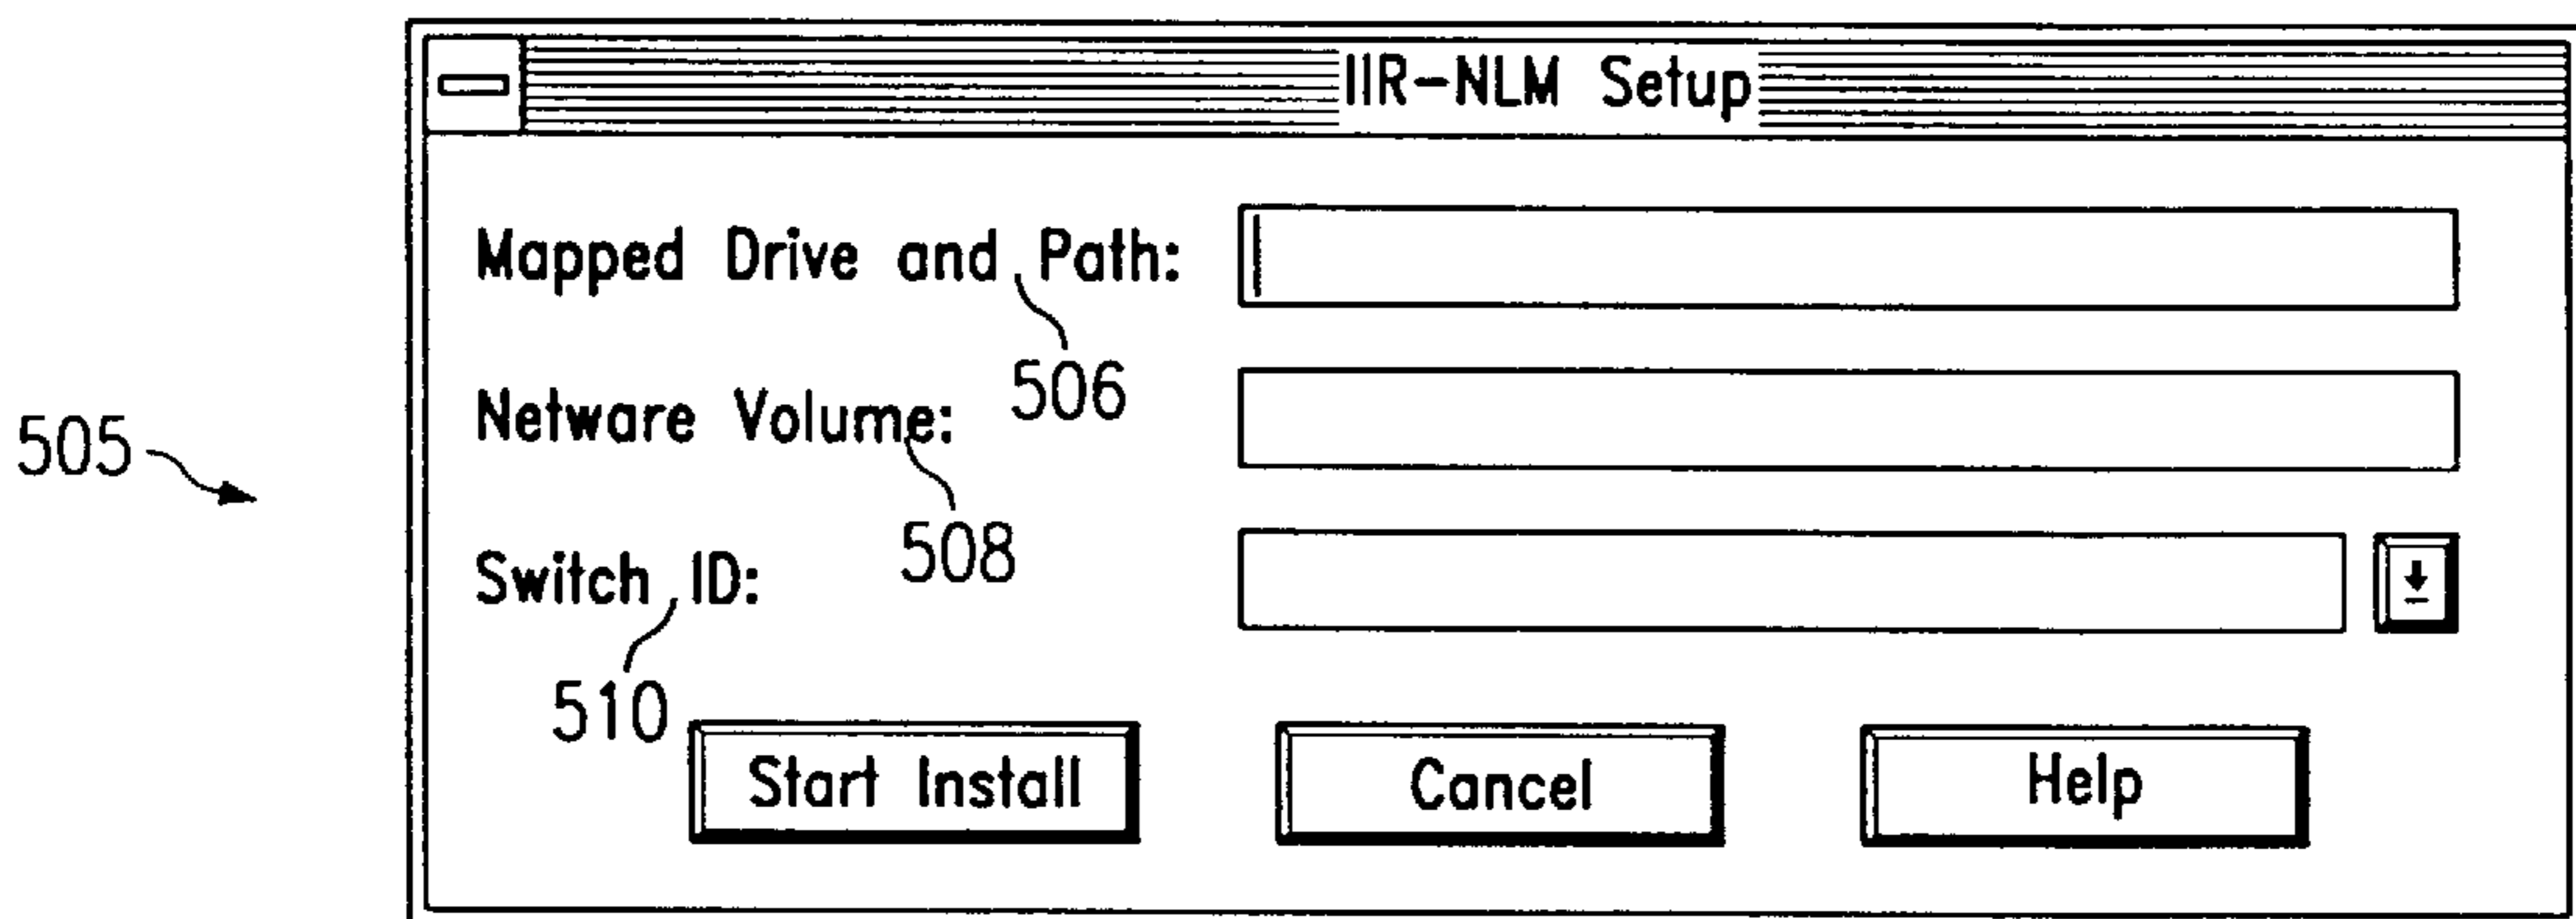 IIR-NLM Setup
Mapped Drive and Path:
506
Netware Volume:
505
508
Switch ID:
510
Start Install
Cancel
Help